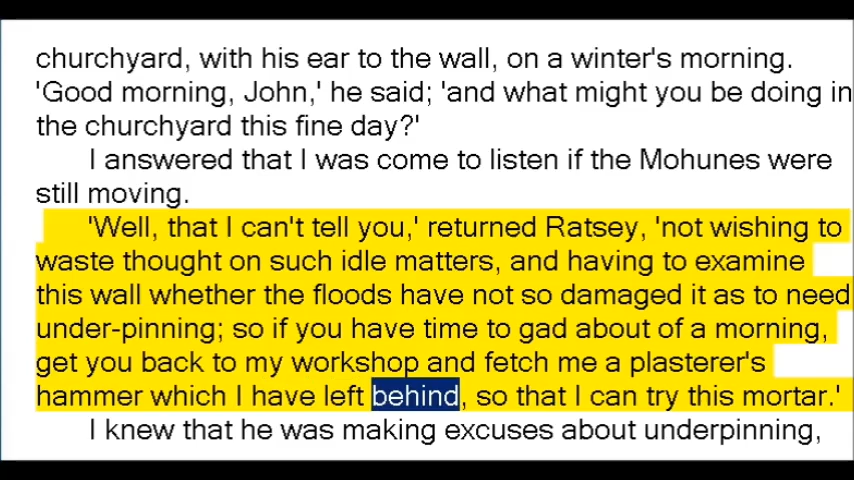 churchyard, with his ear to the wall, on a winter's morning.
'Good morning, John,' he said; 'and what might you be doing in
the churchyard this fine day?'
I answered that I was come to listen if the Mohunes were
still moving.
'Well, that I can't tell you,' returned Ratsey, 'not wishing to
waste thought on such idle matters, and having to examine
this wall whether the floods have not so damaged it as to need
under-pinning; so if you have time to gad about of a morning,
get you back to my workshop and fetch me a plasterer's
hammer which I have left behind, so that I can try this mortar.'
I knew that he was making excuses about underpinning,